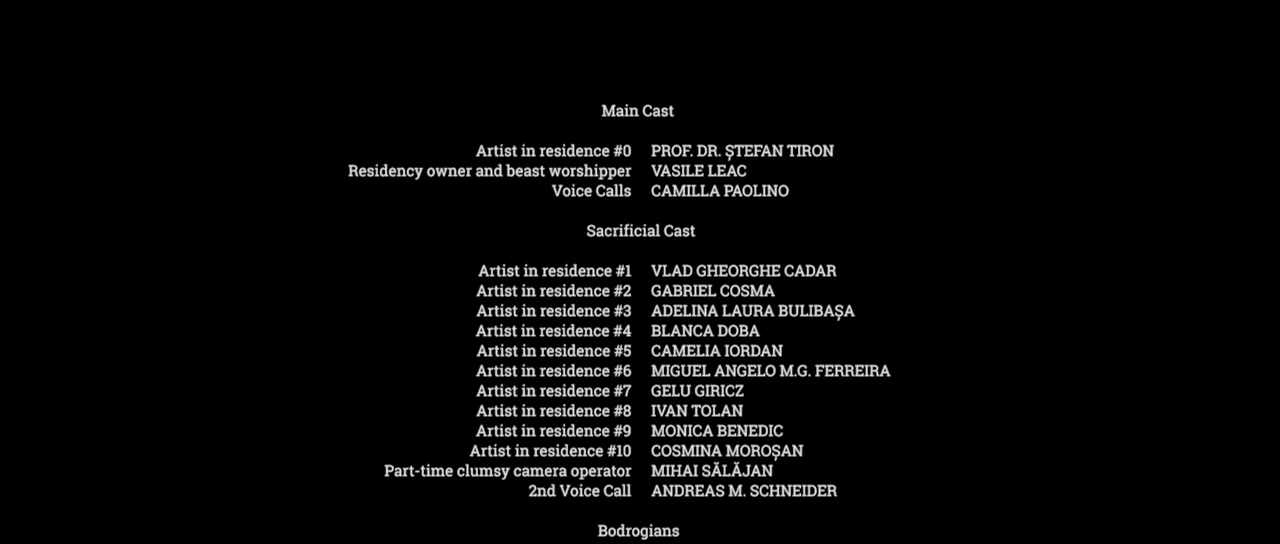 Main Cast
Artist in residence #0 PROF. DR. ȘTEFAN TIRON
Residency owner and beast worshipper VASILE LEAC
Voice Calls CAMILLA PAOLINO
Sacrificial Cast
Artist in residence #1 VLAD GHEORGHE CADAR
Artist in residence #2 GABRIEL COSMA
Artist in residence #3 ADELINA LAURA BULIBAȘA
Artist in residence #4 BLANCA DOBA
Artist in residence #5 CAMELIA IORDAN
Artist in residence #6 MIGUEL ANGELO M.G. FERREIRA
Artist in residence #7 GELU GIRICZ
Artist in residence #8 IVAN TOLAN
Artist in residence #9 MONICA BENEDIC
Artist in residence #10 COSMINA MOROȘAN
Part-time clumsy camera operator MIHAI SĂLĂJAN
2nd Voice Call ANDREAS M. SCHNEIDER
Bodrogians